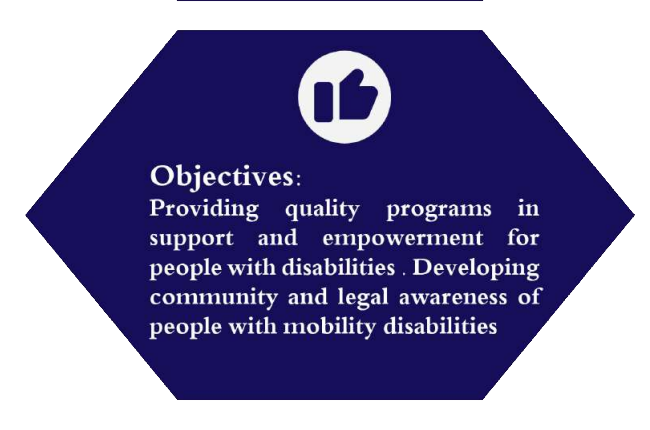 Objectives:
Providing quality programs in
support and empowerment for
people with disabilities . Developing
community and legal awareness of
people with mobility disabilities